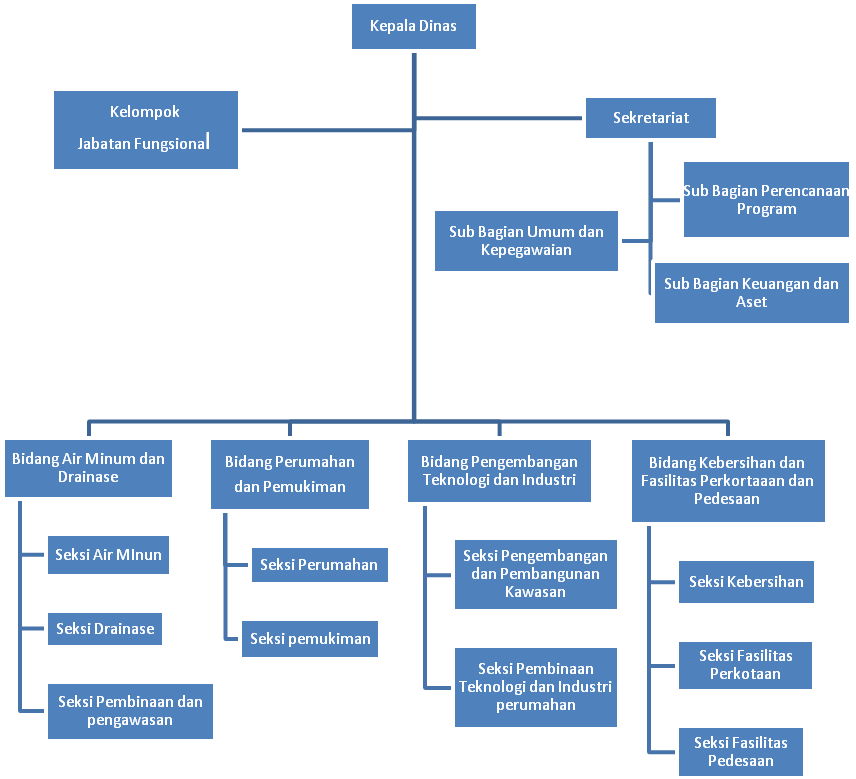 Kepala Dinas
Kelompok
Jabatan Fungsional
Sekretariat
Sub Bagian Perencanaan
Program
Sub Bagian Umum dan
Kepegawaian
Sub Bagian Keuangan dan
Aset
Bidang Air Minum dan
Drainase
Seksi Air MInun
Seksi Drainase
Seksi Pembinaan dan
pengawasan
Bidang Perumahan
dan Pemukiman
Seksi Perumahan
Seksi pemukiman
Bidang Pengembangan
Teknologi dan Industri
Seksi Pengembangan
dan Pembangunan
Kawasan
Seksi Pembinaan
Teknologi dan Industri
perumahan
Bidang Kebersihan dan
Fasilitas Perkortaaan dan
Pedesaan
Seksi Kebersihan
Seksi Fasilitas
Perkotaan
Seksi Fasilitas
Pedesaan